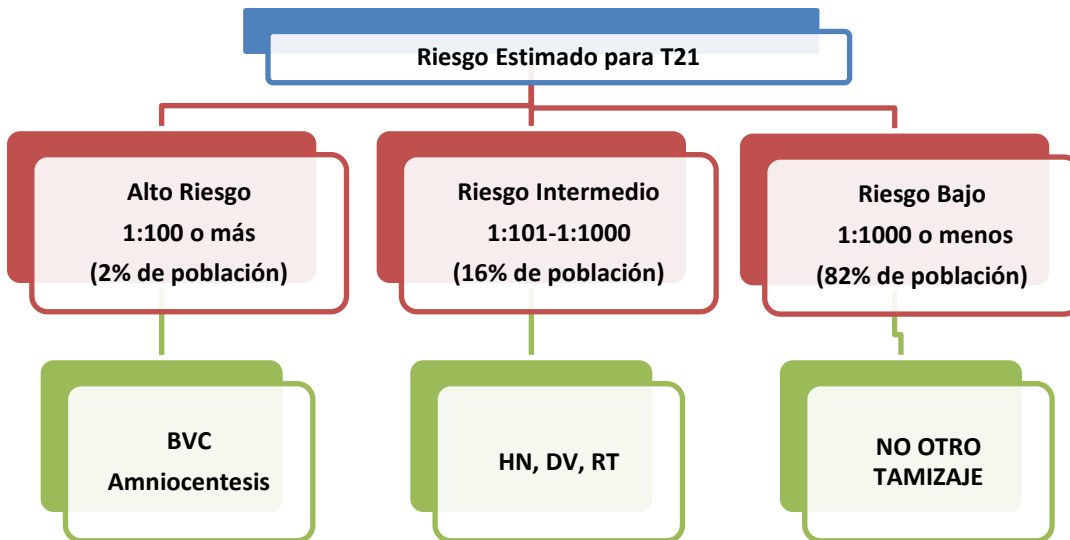 Riesgo Estimado para T21
Alto Riesgo
1:100 o más
(2% de población)
Riesgo Intermedio
1:101-1:1000
(16% de población)
Riesgo Bajo
1:1000 o menos
(82% de población)
BVC
Amniocentesis
HN, DV, RT
NO OTRO
TAMIZAJE